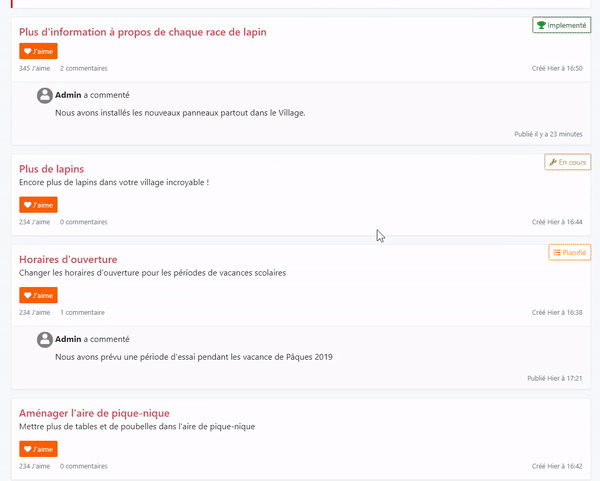 Plus d'information à propos de chaque race de lapin
Implementé
J'aime
345 J'aime 2 commentaires Créé Hier à 16:50
Admin a commenté
Nous avons installés les nouveaux panneaux partout dans le Village.
Publié il y a 23 minutes
Plus de lapins
En cours
Encore plus de lapins dans votre village incroyable !
J'aime
234 J'aime 0 commentaires Créé Hier à 16:44
Horaires d'ouverture
Planifié
Changer les horaires d'ouverture pour les périodes de vacances scolaires
J'aime
234 J'aime 1 commentaire Créé Hier à 16:38
Admin a commenté
Nous avons prévu une période d'essai pendant les vacance de Pâques 2019
Publié Hier à 17:21
Aménager l'aire de pique-nique
Mettre plus de tables et de poubelles dans l'aire de pique-nique
J'aime
234 J'aime 0 commentaires Créé Hier à 16:42